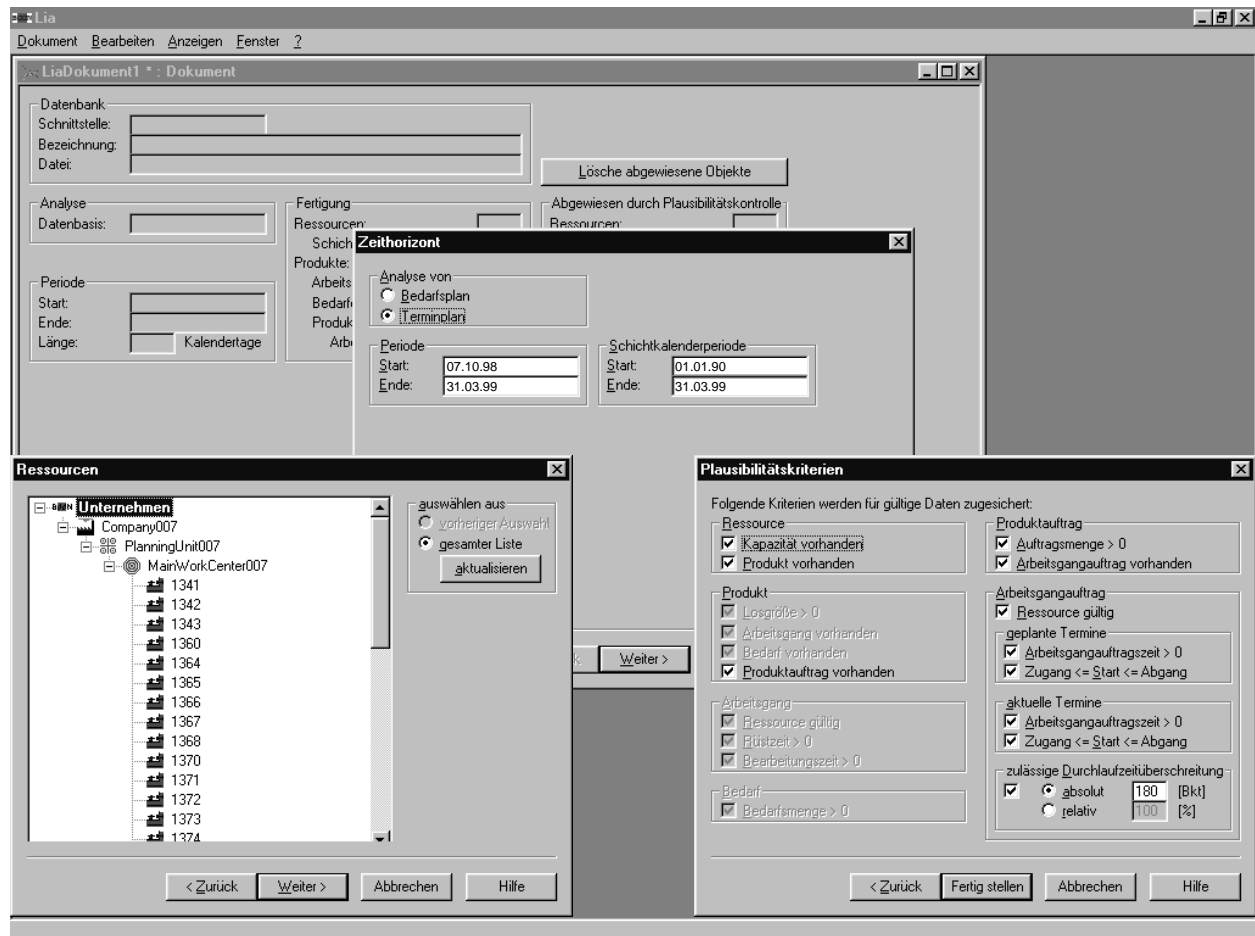 Lia
Dokument Bearbeiten Anzeigen Fenster ?
LiaDokument1 * : Dokument
Datenbank
Schnittstelle:
Bezeichnung:
Datei:
Lösche abgewiesene Objekte
Analyse
Datenbasis:
Periode
Start:
Ende:
Länge: Kalendertage
Fertigung
Ressourcen:
Schich
Produkte:
Arbeits
Bedarf
Produk
Arb
Abgewiesen durch Plausibilitätskontrolle
Ressourcen:
Zeithorizont
Analyse von
Bedarfsplan
Terminplan
Periode
Start: 07.10.98
Ende: 31.03.99
Schichtkalenderperiode
Start: 01.01.90
Ende: 31.03.99
Weiter >
Ressourcen
Unternehmen
Company007
PlanningUnit007
MainWorkCenter007
1341
1342
1343
1360
1364
1365
1366
1367
1368
1370
1371
1372
1373
1374
auswählen aus
vorheriger Auswahl
gesamter Liste
aktualisieren
< Zurück Weiter > Abbrechen Hilfe
Plausibilitätskriterien
Folgende Kriterien werden für gültige Daten zugesichert:
Ressource
Kapazität vorhanden
Produkt vorhanden
Produkt
Losgröße > 0
Arbeitsgang vorhanden
Bedarf vorhanden
Produktauftrag vorhanden
Arbeitsgang
Ressource gültig
Rüstzeit > 0
Bearbeitungszeit > 0
Bedarf
Bedarfsmenge > 0
Produktauftrag
Auftragsmenge > 0
Arbeitsgangauftrag vorhanden
Arbeitsgangauftrag
Ressource gültig
geplante Termine
Arbeitsgangauftragszeit > 0
Zugang <= Start <= Abgang
aktuelle Termine
Arbeitsgangauftragszeit > 0
Zugang <= Start <= Abgang
zulässige Durchlaufzeitüberschreitung
absolut 180 [Bkt]
relativ 100 [%]
< Zurück Fertig stellen Abbrechen Hilfe